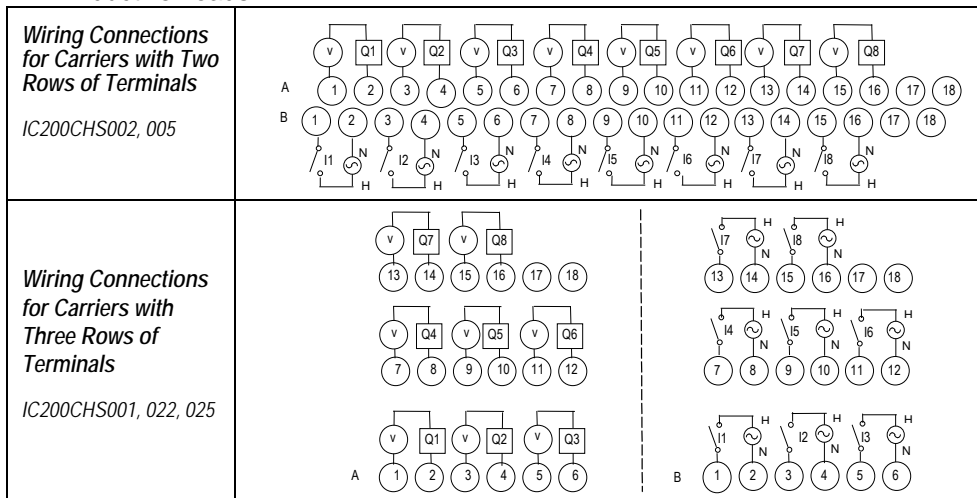 Wiring Connections
for Carriers with Two
Rows of Terminals
IC200CHS002, 005
V Q1 V Q2 V Q3 V Q4 V Q5 V Q6 V Q7 V Q8
A 1 2 3 4 5 6 7 8 9 10 11 12 13 14 15 16 17 18
B 1 2 3 4 5 6 7 8 9 10 11 12 13 14 15 16 17 18
I1 N I2 N I3 N I4 N I5 N I6 N I7 N I8 N
H H H H H H H H
Wiring Connections
for Carriers with
Three Rows of
Terminals
IC200CHS001, 022, 025
V Q7 V Q8
13 14 15 16 17 18
V Q4 V Q5 V Q6
7 8 9 10 11 12
V Q1 V Q2 V Q3
A 1 2 3 4 5 6
H H
I7 I8
N N
13 14 15 16 17 18
H H H
I4 I5 I6
N N N
7 8 9 10 11 12
H H H
I1 I2 I3
N N N
B 1 2 3 4 5 6